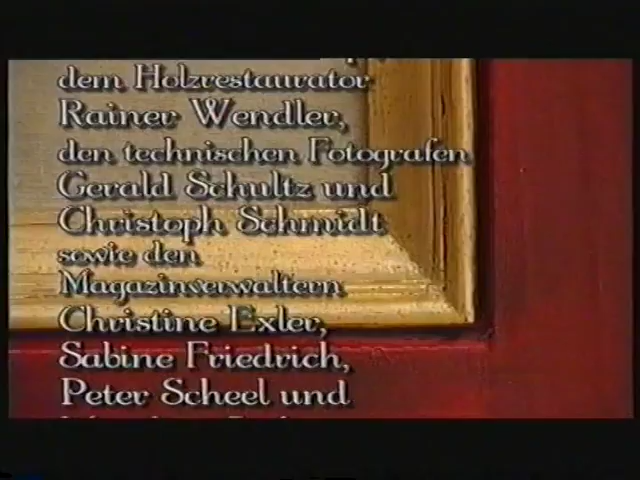 dem Holzrestaurator
Rainer Wendler,
den technischen Fotografen
Gerald Schultz und
Christoph Schmidt
sowie den
Magazinverwaltern
Christine Exler,
Sabine Friedrich,
Peter Scheel und